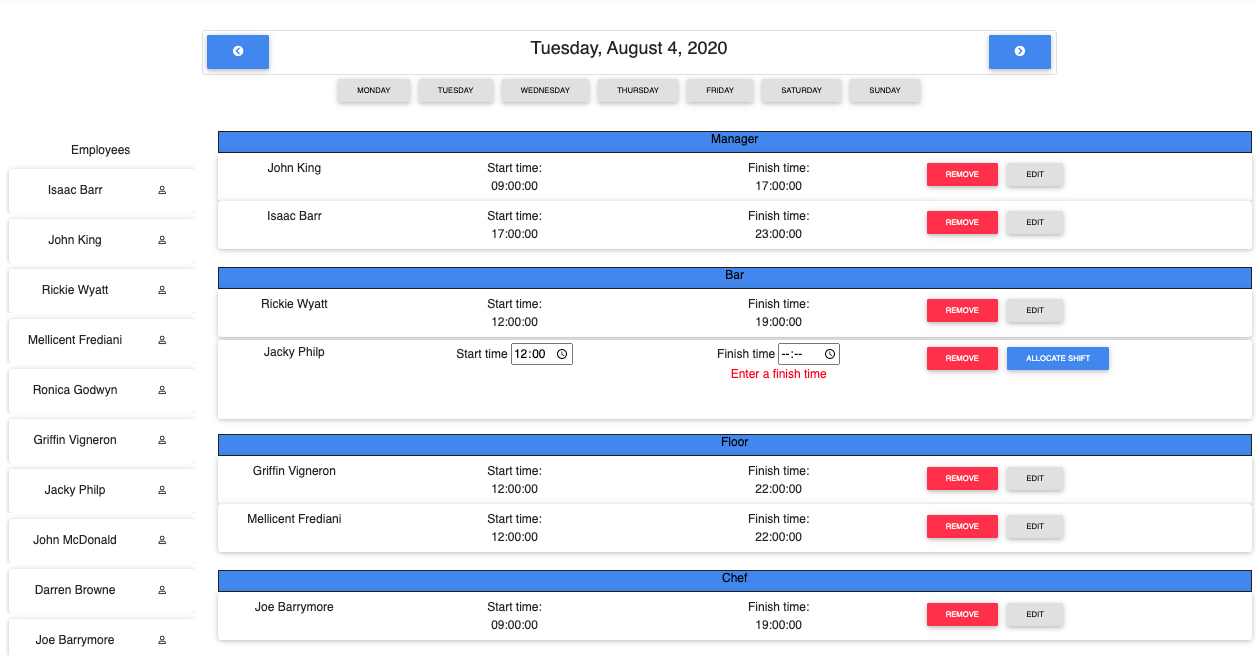 Tuesday, August 4, 2020
MONDAY TUESDAY WEDNESDAY THURSDAY FRIDAY SATURDAY SUNDAY
Employees
Isaac Barr
John King
Rickie Wyatt
Mellicent Frediani
Ronica Godwyn
Griffin Vigneron
Jacky Philp
John McDonald
Darren Browne
Joe Barrymore
Manager
John King Start time: Finish time: REMOVE EDIT
09:00:00 17:00:00
Isaac Barr Start time: Finish time: REMOVE EDIT
17:00:00 23:00:00
Bar
Rickie Wyatt Start time: Finish time: REMOVE EDIT
12:00:00 19:00:00
Jacky Philp Start time 12:00 Finish time --:-- REMOVE ALLOCATE SHIFT
Enter a finish time
Floor
Griffin Vigneron Start time: Finish time: REMOVE EDIT
12:00:00 22:00:00
Mellicent Frediani Start time: Finish time: REMOVE EDIT
12:00:00 22:00:00
Chef
Joe Barrymore Start time: Finish time: REMOVE EDIT
09:00:00 19:00:00